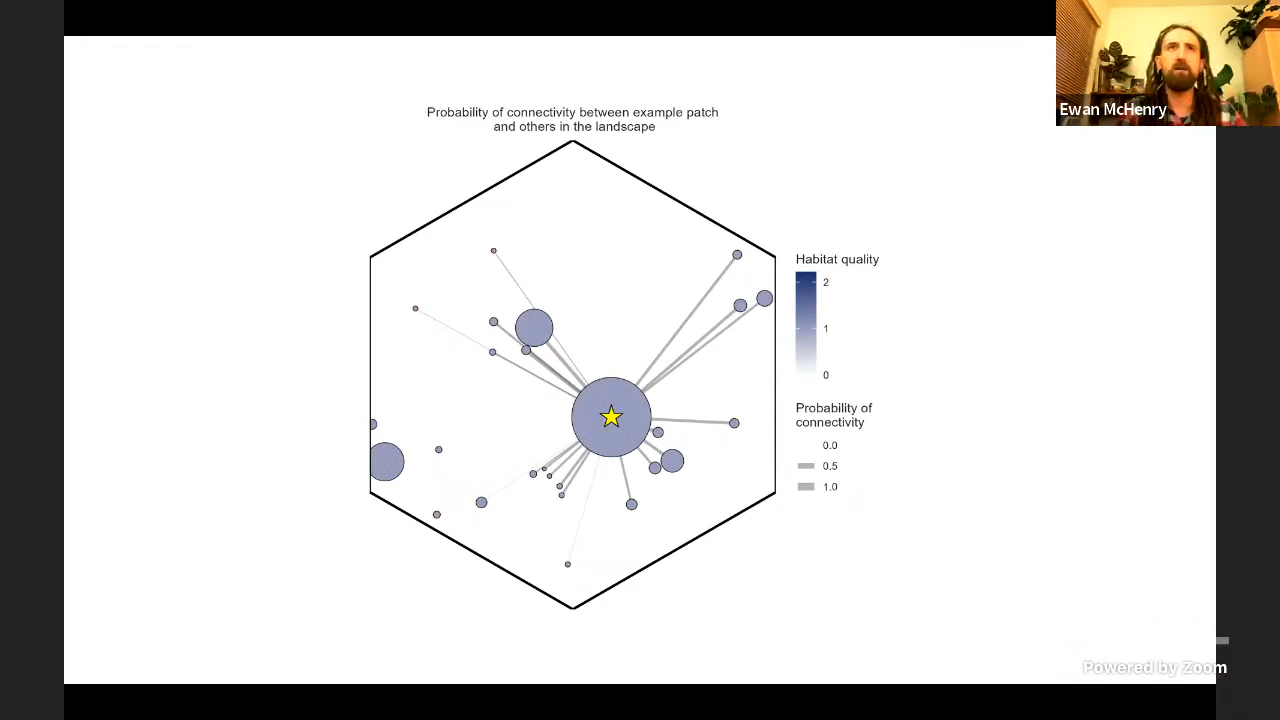 Ewan McHenry
Probability of connectivity between example patch
and others in the landscape
Habitat quality
2
1
0
Probability of
connectivity
0.0
0.5
1.0
Powered by Zoom